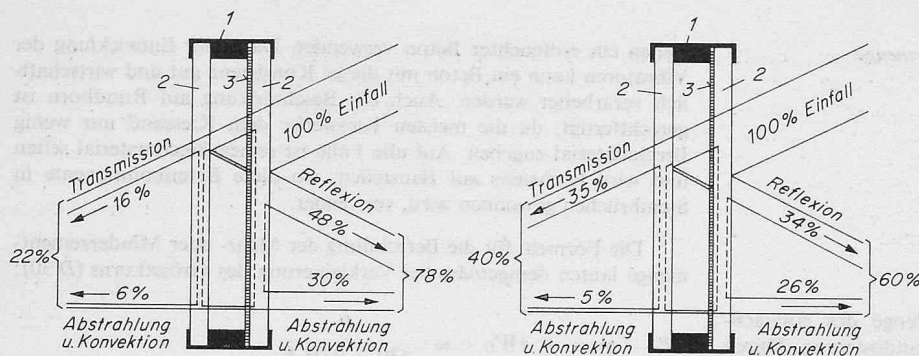 1
2
3
2
100% Einfall
Transmission
16%
Reflexion
48%
22%
78%
6%
30%
Abstrahlung
u. Konvektion
Abstrahlung
u. Konvektion
1
2
3
2
100% Einfall
Transmission
35%
Reflexion
34%
40%
60%
5%
26%
Abstrahlung
u. Konvektion
Abstrahlung
u. Konvektion